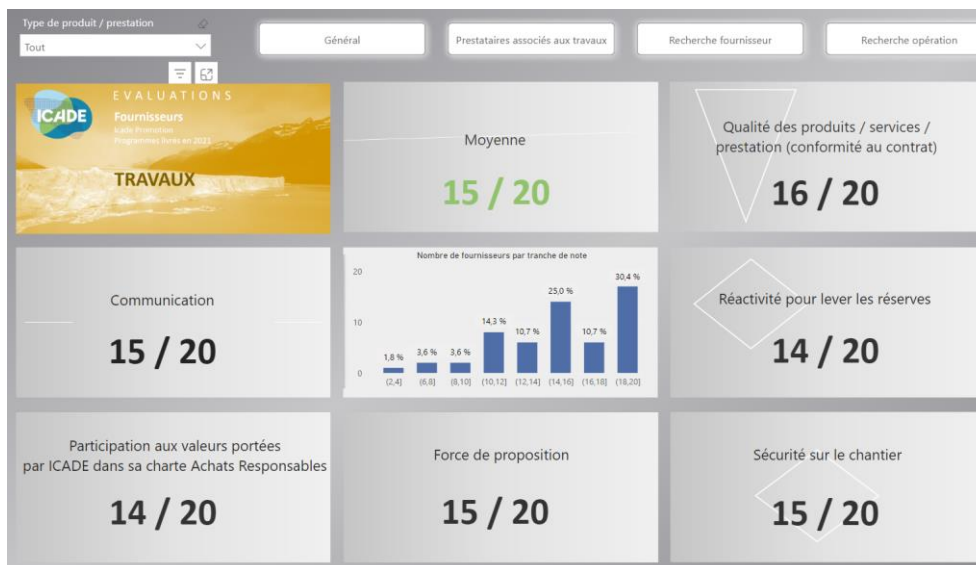 Type de produit / prestation
Tout
Général
Prestataires associés aux travaux
Recherche fournisseur
Recherche opération
ICADE
EVALUATIONS
Fournisseurs
Icade Promotion
Programmes livrés en 2021
TRAVAUX
Moyenne
15 / 20
Qualité des produits / services /
prestation (conformité au contrat)
16 / 20
Communication
15 / 20
Nombre de fournisseurs par tranche de note
20
10
0
1,8 %
3,6 %
3,6 %
14,3 %
10,7 %
25,0 %
10,7 %
30,4 %
(2,4]
(6,8]
(8,10]
(10,12]
(12,14]
(14,16]
(16,18]
(18,20]
Réactivité pour lever les réserves
14 / 20
Participation aux valeurs portées
par ICADE dans sa charte Achats Responsables
14 / 20
Force de proposition
15 / 20
Sécurité sur le chantier
15 / 20